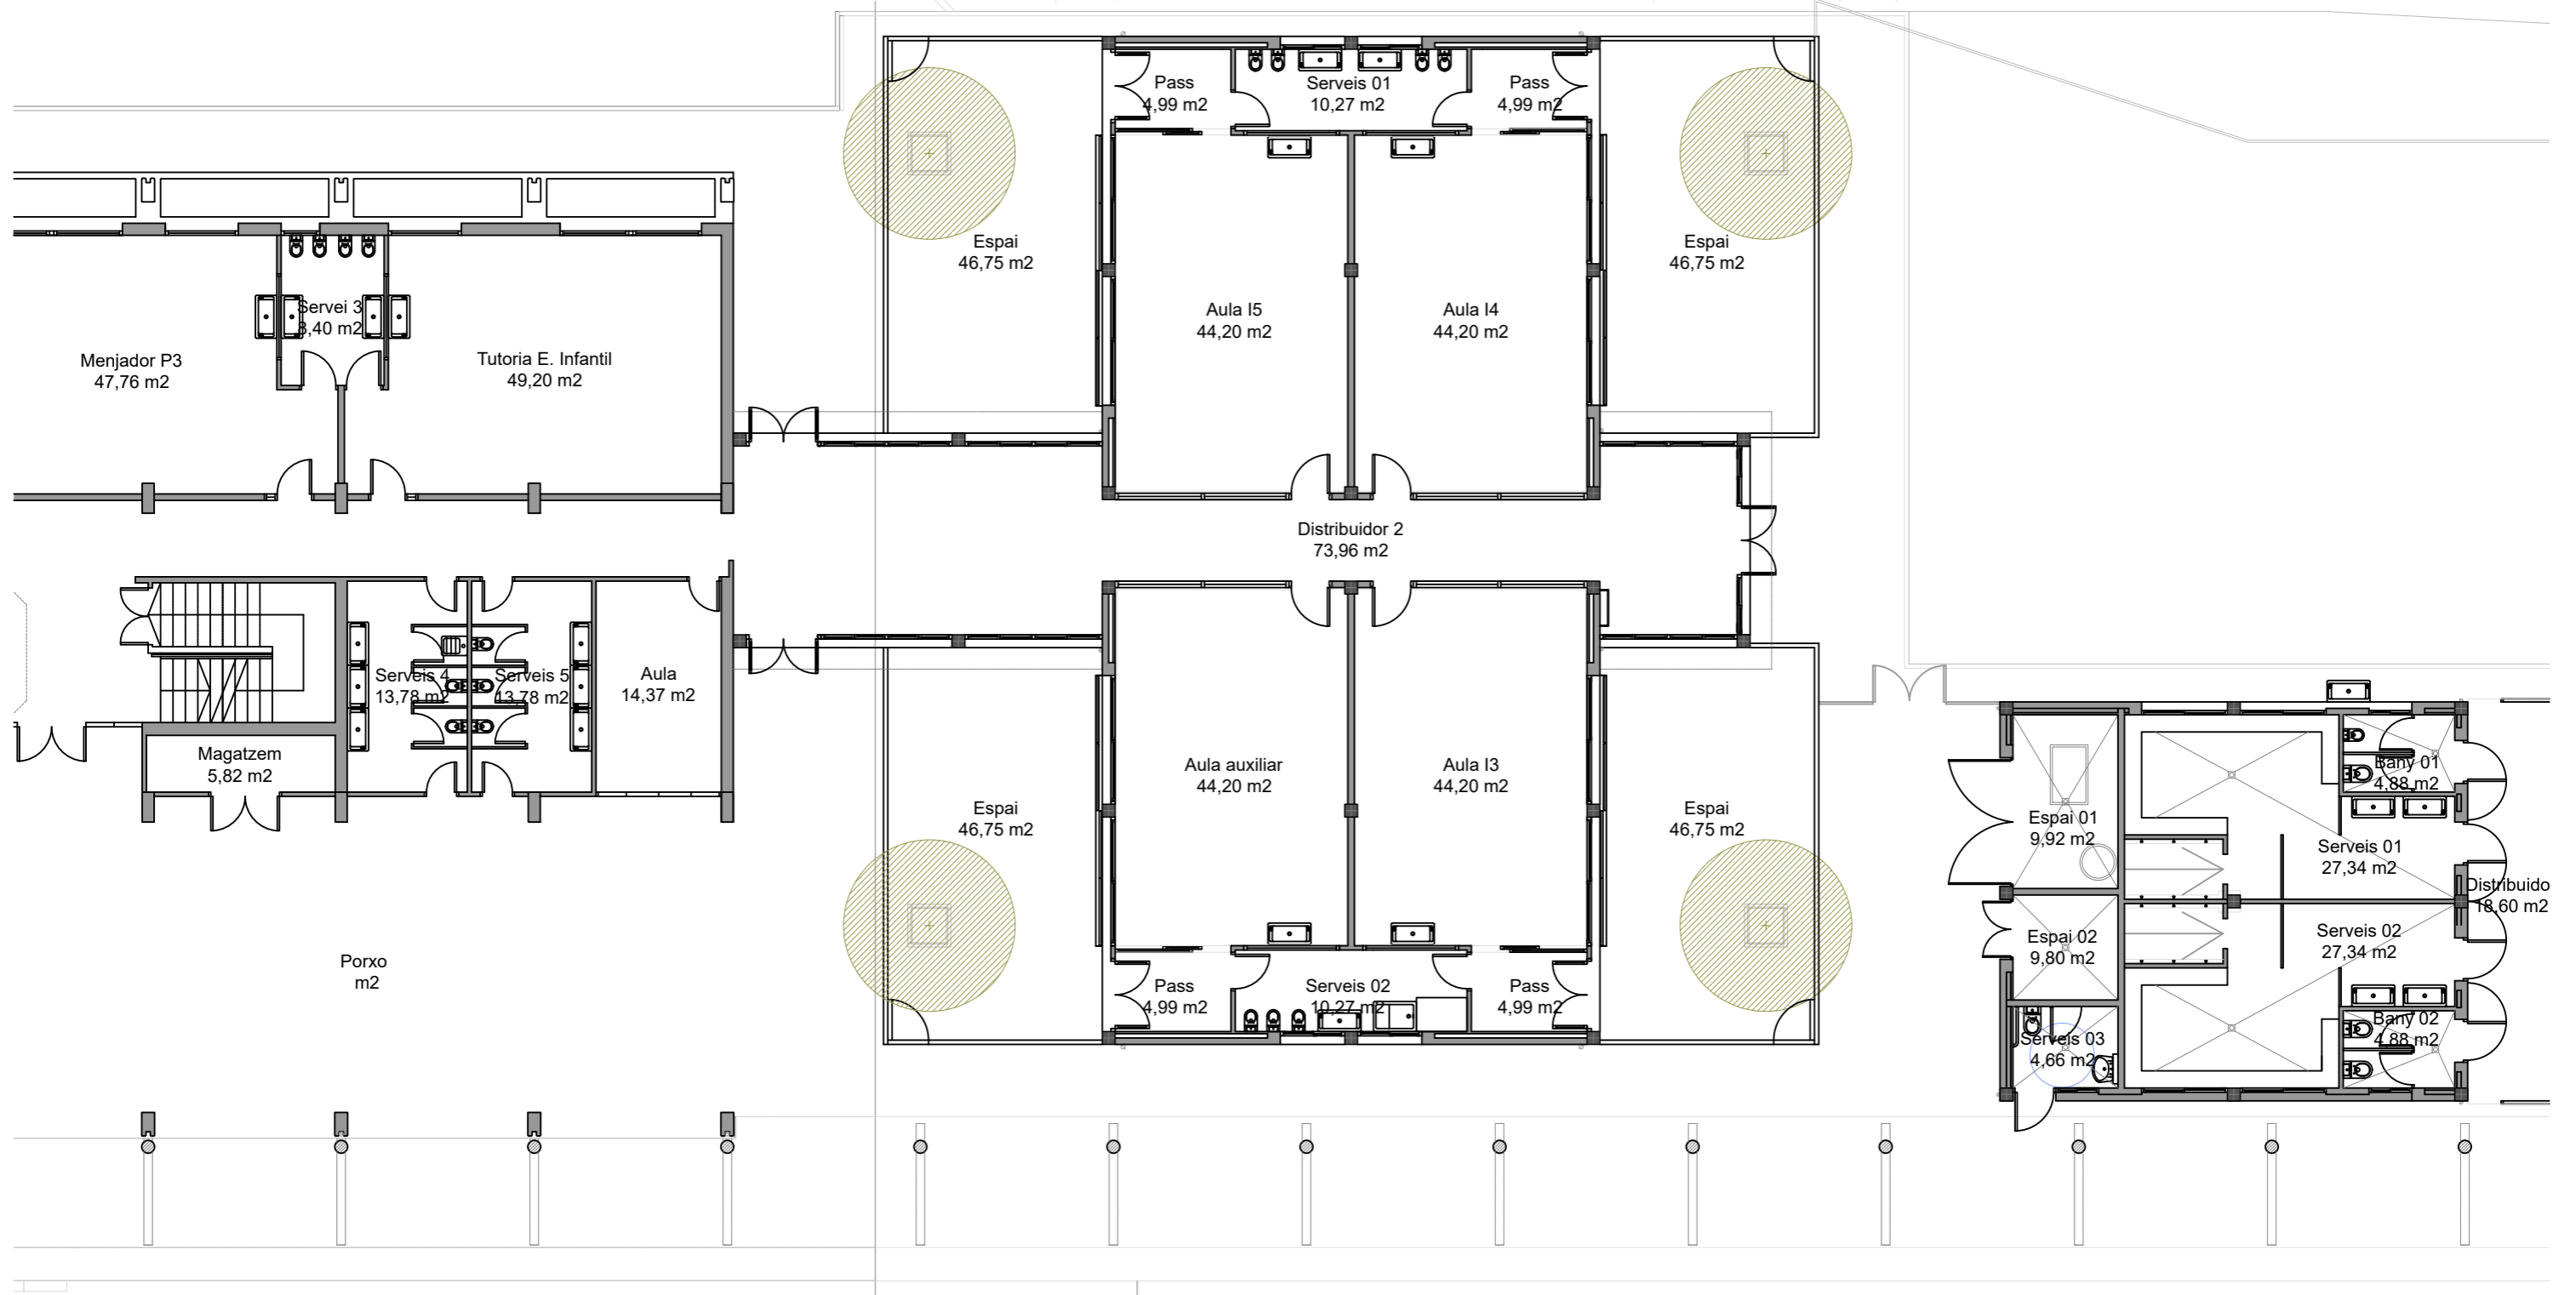 Pass
4,99 m2
Serveis 01
10,27 m2
Pass
4,99 m2
Espai
46,75 m2
Espai
46,75 m2
Servei 3
8,40 m2
Aula I5
44,20 m2
Aula I4
44,20 m2
Menjador P3
47,76 m2
Tutoria E. Infantil
49,20 m2
Distribuidor 2
73,96 m2
Serveis 4
13,78 m2
Serveis 5
13,78 m2
Aula
14,37 m2
Magatzem
5,82 m2
Aula auxiliar
44,20 m2
Aula I3
44,20 m2
Espai
46,75 m2
Espai
46,75 m2
Bany 01
4,88 m2
Espai 01
9,92 m2
Serveis 01
27,34 m2
Distribuido
18,60 m2
Espai 02
9,80 m2
Serveis 02
27,34 m2
Porxo
m2
Pass
4,99 m2
Serveis 02
10,27 m2
Pass
4,99 m2
Serveis 03
4,66 m2
Bany 02
4,88 m2